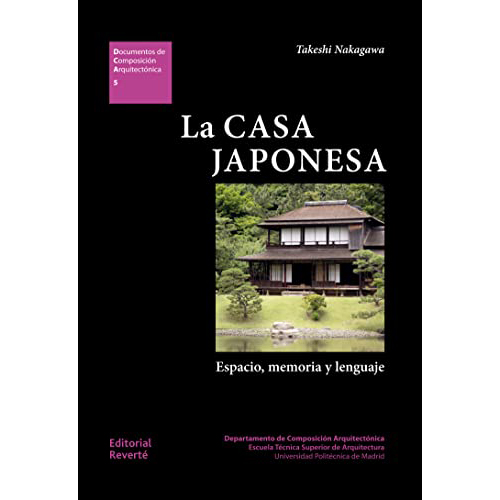 Documentos de
Composición
Arquitectónica
5
Takeshi Nakagawa
La CASA
JAPONESA
Espacio, memoria y lenguaje
Editorial
Reverté
Departamento de Composición Arquitectónica
Escuela Técnica Superior de Arquitectura
Universidad Politécnica de Madrid